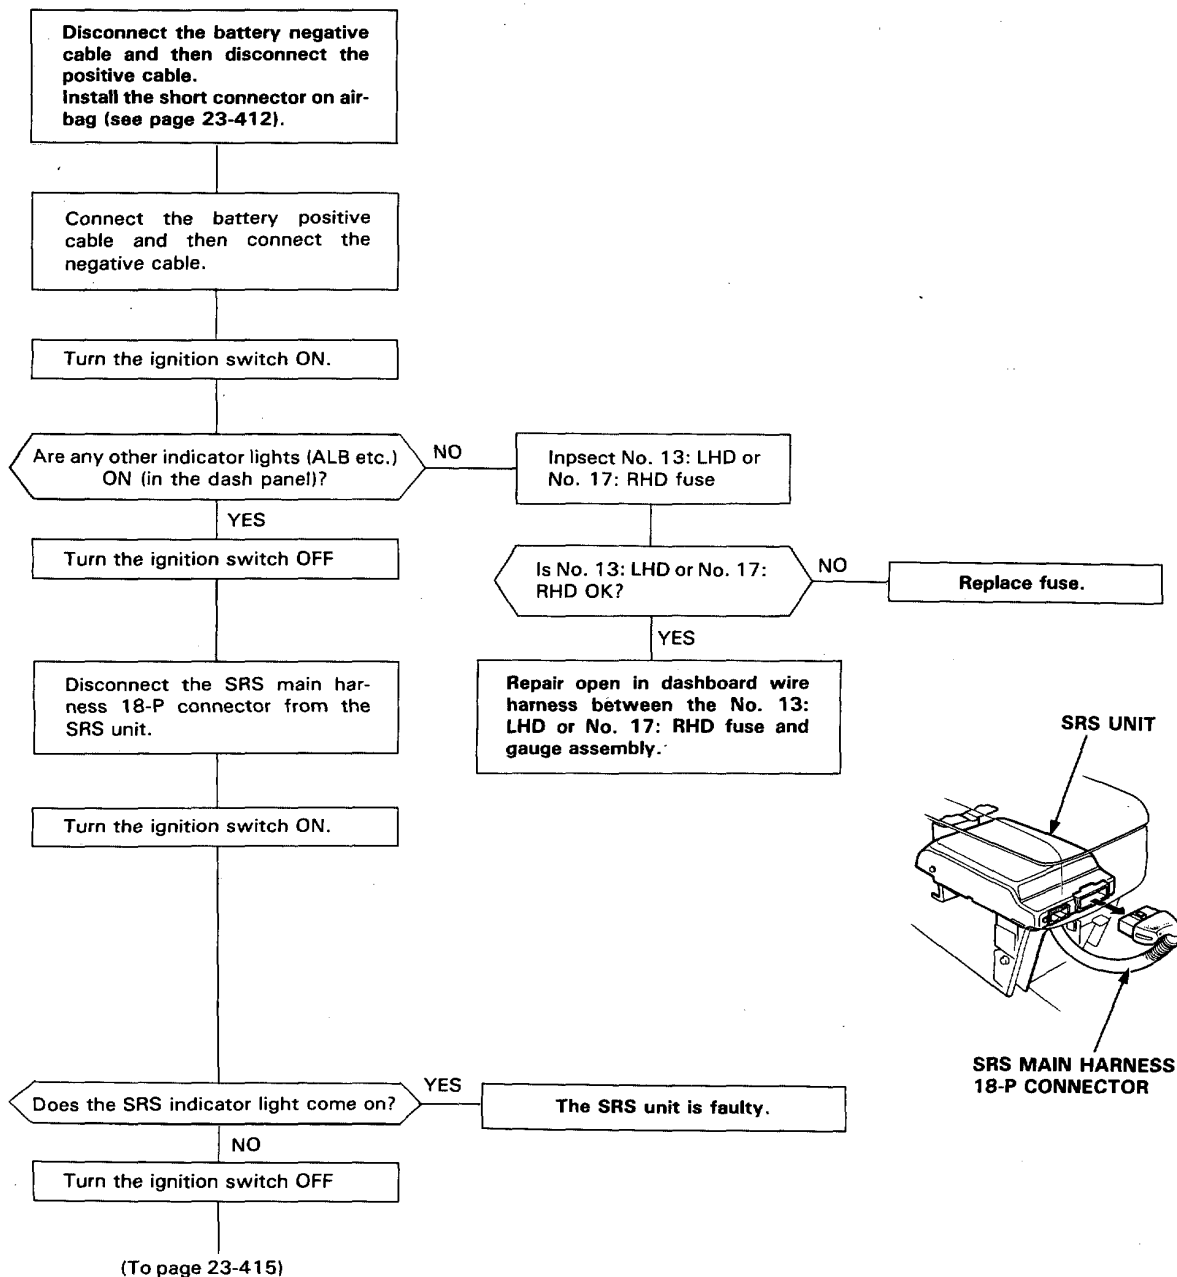 Disconnect the battery negative
cable and then disconnect the
positive cable.
Install the short connector on air-
bag (see page 23-412).
Connect the battery positive
cable and then connect the
negative cable.
Turn the ignition switch ON.
Are any other indicator lights (ALB etc.)
ON (in the dash panel)?
NO
Inpsect No. 13: LHD or
No. 17: RHD fuse
YES
Turn the ignition switch OFF
Is No. 13: LHD or No. 17:
RHD OK?
NO
Replace fuse.
YES
Disconnect the SRS main har-
ness 18-P connector from the
SRS unit.
Repair open in dashboard wire
harness between the No. 13:
LHD or No. 17: RHD fuse and
gauge assembly.
SRS UNIT
Turn the ignition switch ON.
SRS MAIN HARNESS
18-P CONNECTOR
Does the SRS indicator light come on?
YES
The SRS unit is faulty.
NO
Turn the ignition switch OFF
(To page 23-415)